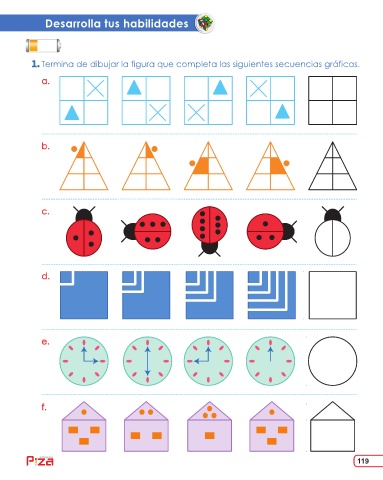 Desarrolla tus habilidades
1. Termina de dibujar la figura que completa las siguientes secuencias gráficas.
a.
b.
c.
d.
e.
f.
Piza
119